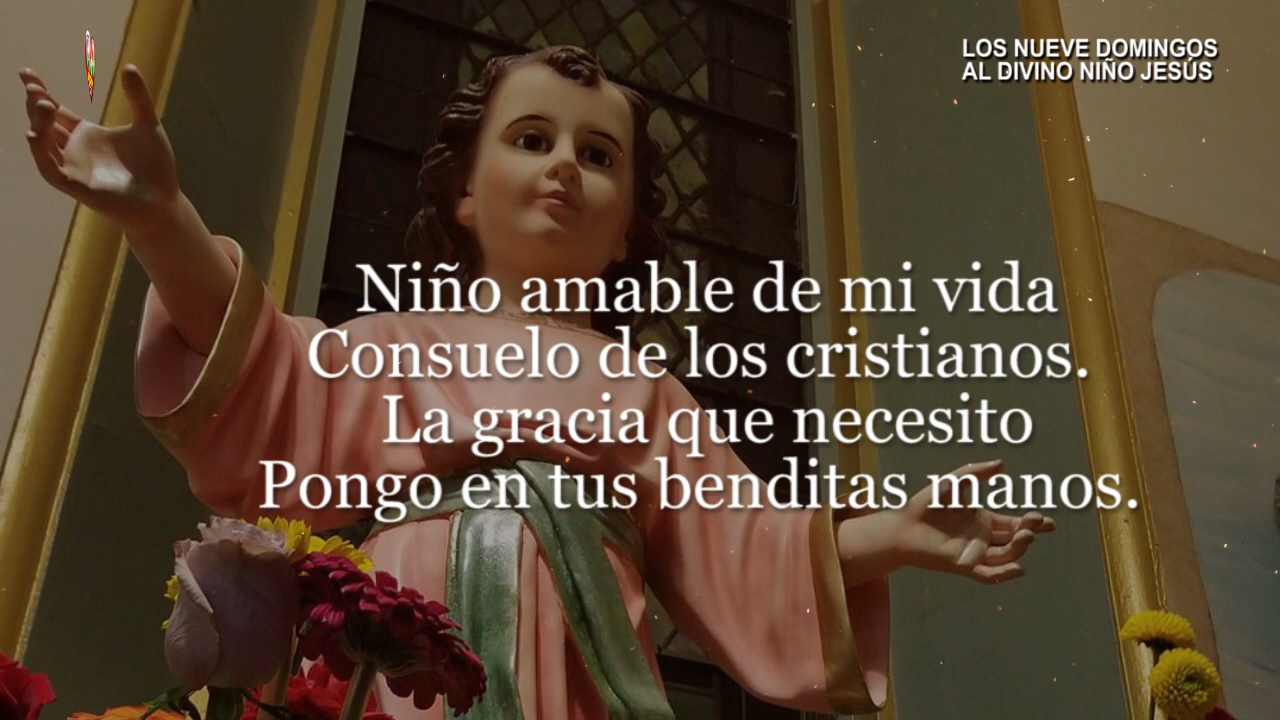 LOS NUEVE DOMINGOS
AL DIVINO NIÑO JESÚS
Niño amable de mi vida
Consuelo de los cristianos.
La gracia que necesito
Pongo en tus benditas manos.